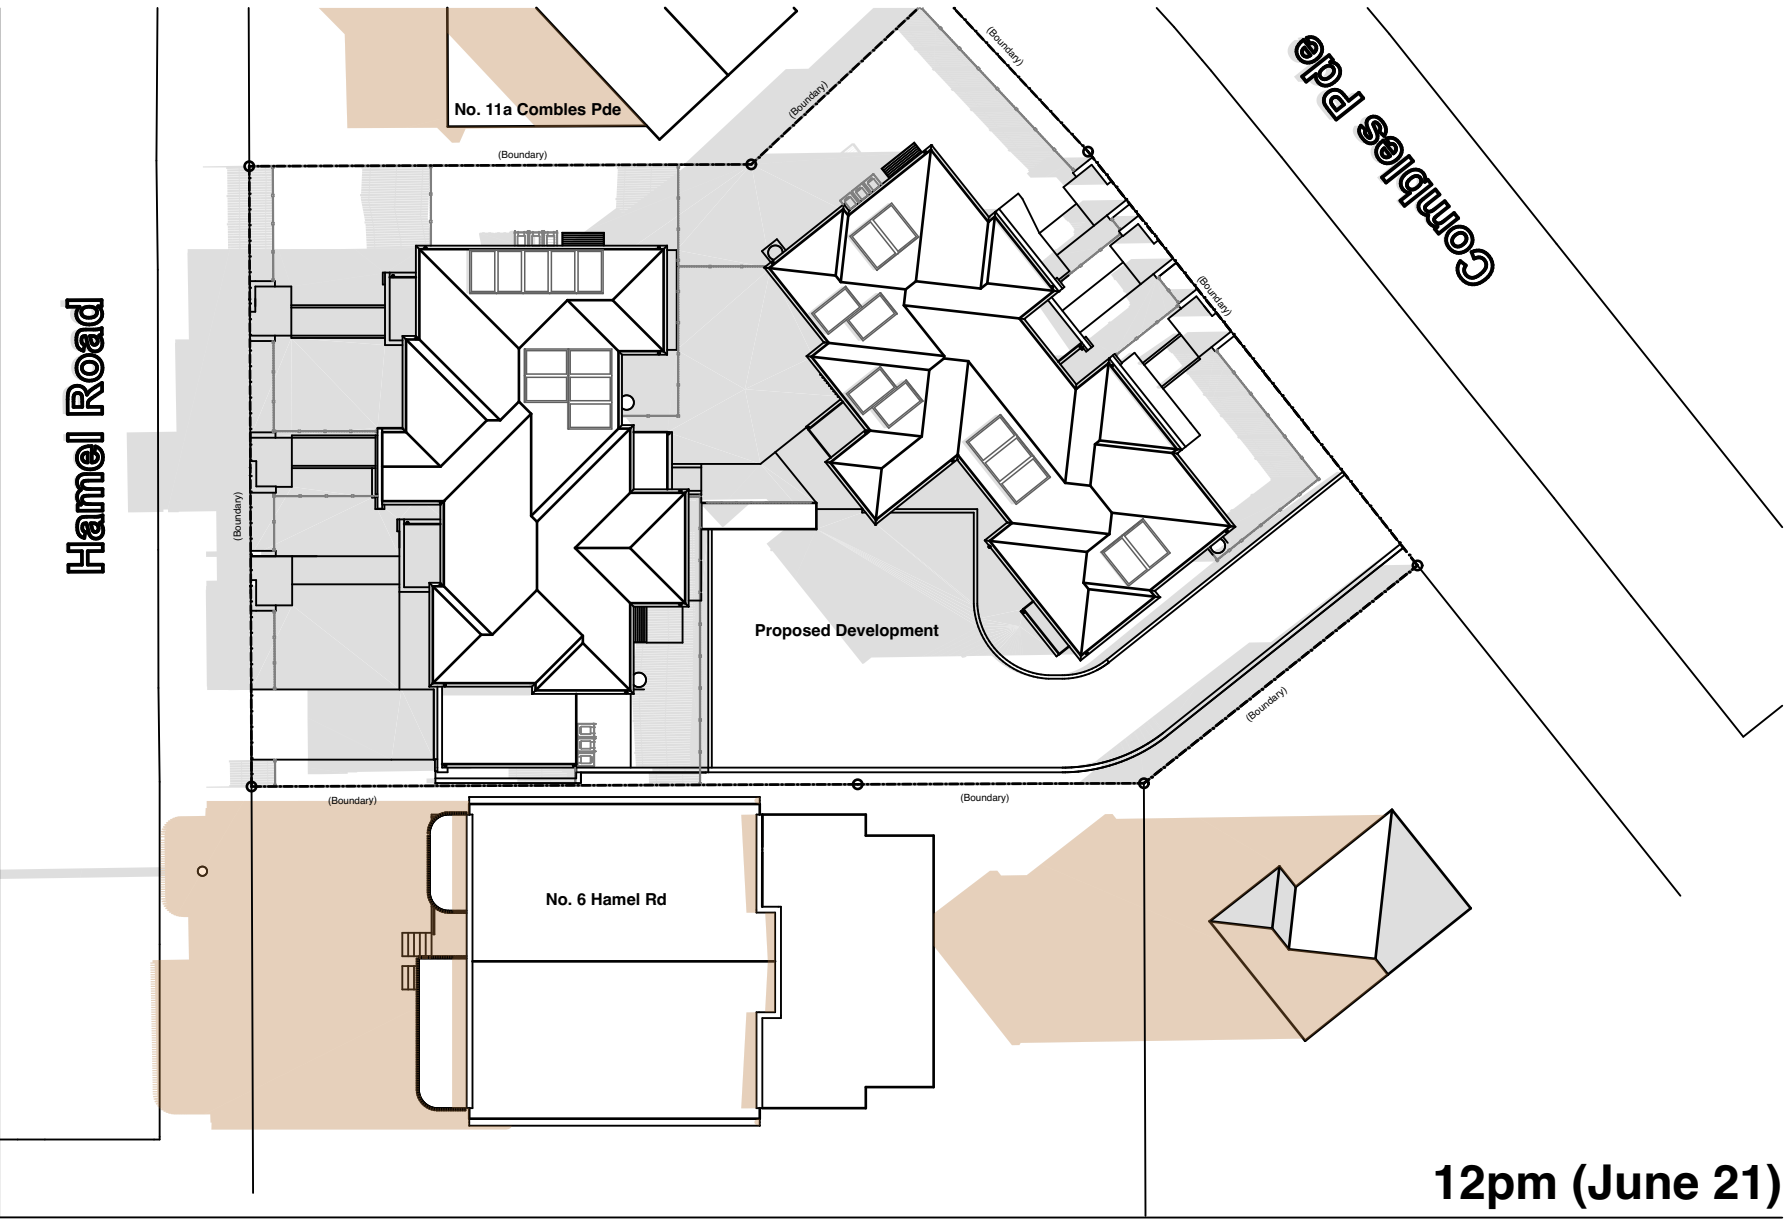 (Boundary)
Combles Pde
(Boundary)
No. 11a Combles Pde
(Boundary)
(Boundary)
Hamel Road
(Boundary)
Proposed Development
(Boundary)
(Boundary)
(Boundary)
No. 6 Hamel Rd
12pm (June 21)